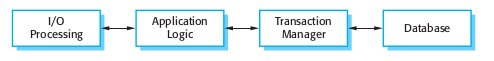 I/O
Processing
Application
Logic
Transaction
Manager
Database